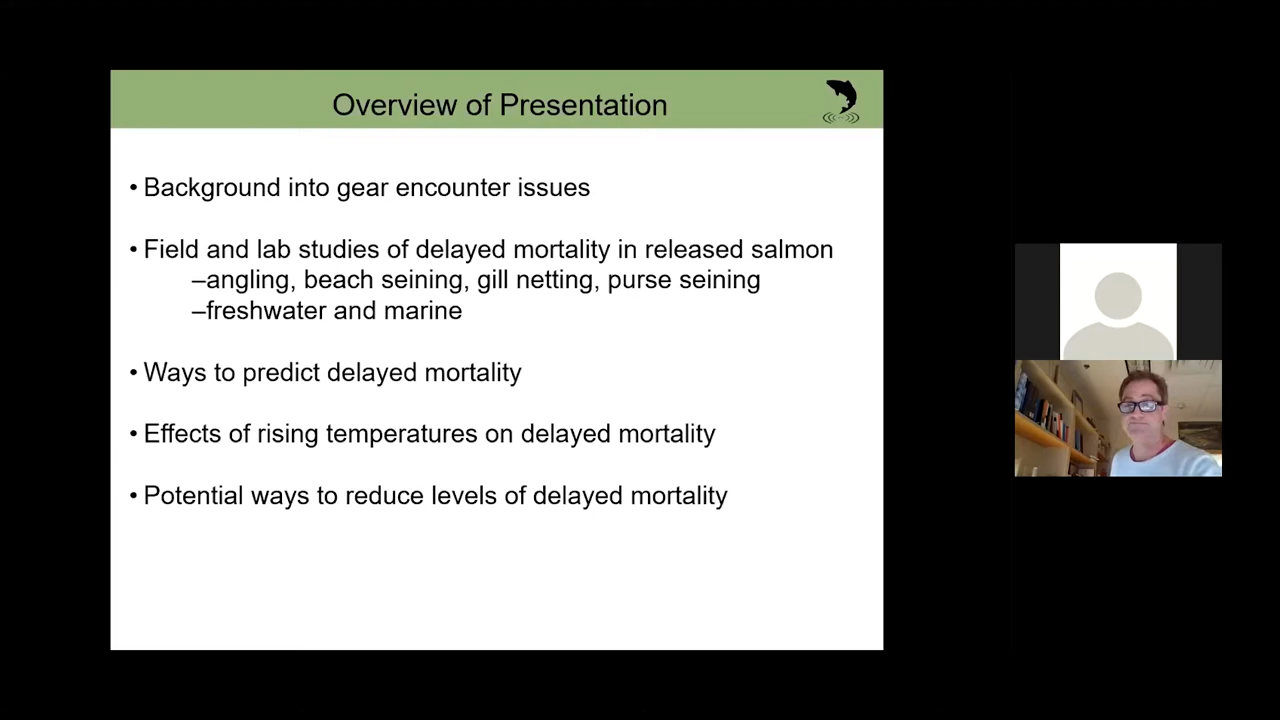 Overview of Presentation
• Background into gear encounter issues
• Field and lab studies of delayed mortality in released salmon
–angling, beach seining, gill netting, purse seining
–freshwater and marine
• Ways to predict delayed mortality
• Effects of rising temperatures on delayed mortality
• Potential ways to reduce levels of delayed mortality